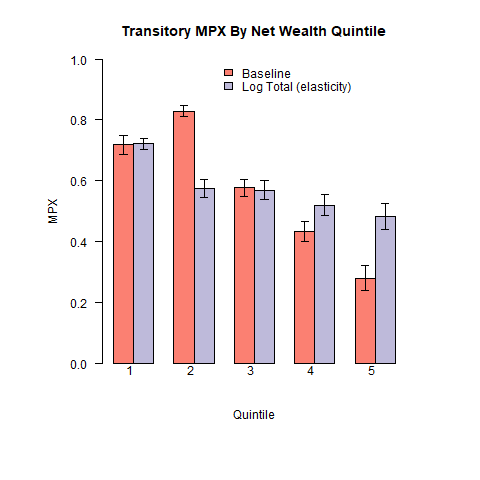 Transitory MPX By Net Wealth Quintile
Baseline
Log Total (elasticity)
1.0
0.8
0.6
0.4
0.2
0.0
MPX
1 2 3 4 5
Quintile